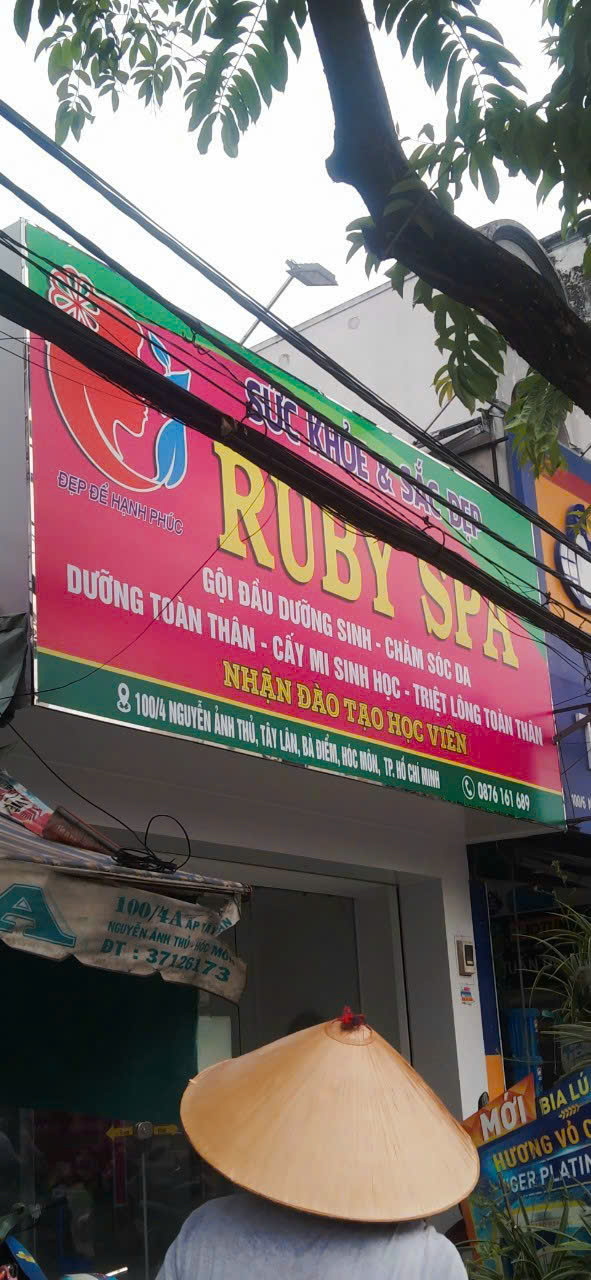 SỨC KHỎE & SẮC ĐẸP
ĐẸP ĐỂ HẠNH PHÚC
RUBY SPA
GỘI ĐẦU DƯỠNG SINH - CHĂM SÓC DA
DƯỠNG TOÀN THÂN - CẤY MI SINH HỌC - TRIỆT LÔNG TOÀN THÂN
NHẬN ĐÀO TẠO HỌC VIÊN
100/4 NGUYỄN ẢNH THỦ, TÂY LÂN, BÀ ĐIỂM, HÓC MÔN, TP. HỒ CHÍ MINH
0876 161 689
A
100/4A ẤP
NGUYỄN ẢNH THỦ - HÓC
ĐT : 37126173
MỚI
BIA LÚ
HƯƠNG VỎ
GER PLATIN